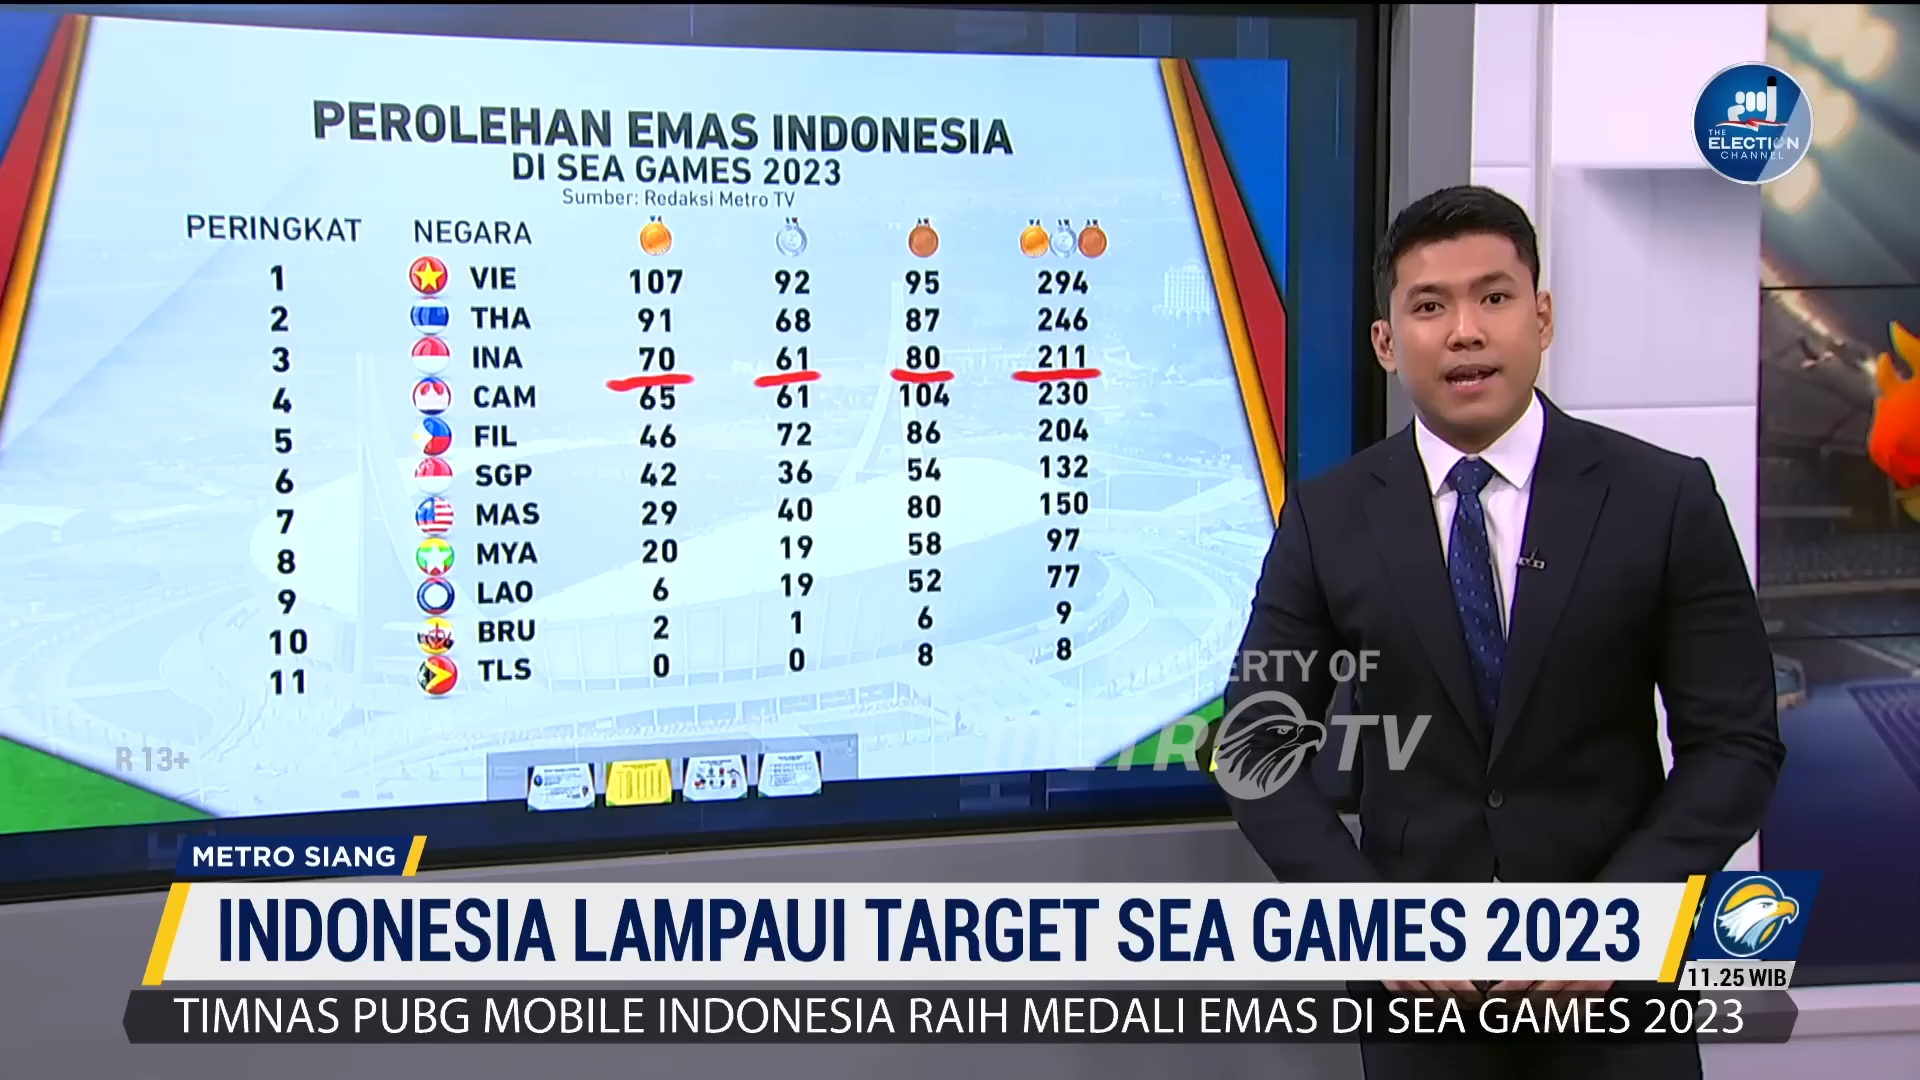 THE
ELECTION
CHANNEL
PEROLEHAN EMAS INDONESIA
DI SEA GAMES 2023
Sumber: Redaksi Metro TV
PERINGKAT NEGARA
1 VIE 107 92 95 294
2 THA 91 68 87 246
3 INA 70 61 80 211
4 CAM 65 61 104 230
5 FIL 46 72 86 204
6 SGP 42 36 54 132
7 MAS 29 40 80 150
8 MYA 20 19 58 97
9 LAO 6 19 52 77
10 BRU 2 1 6 9
11 TLS 0 0 8 8
OF
METRO TV
R 13+
METRO SIANG
INDONESIA LAMPAUI TARGET SEA GAMES 2023
11.25 WIB
TIMNAS PUBG MOBILE INDONESIA RAIH MEDALI EMAS DI SEA GAMES 2023